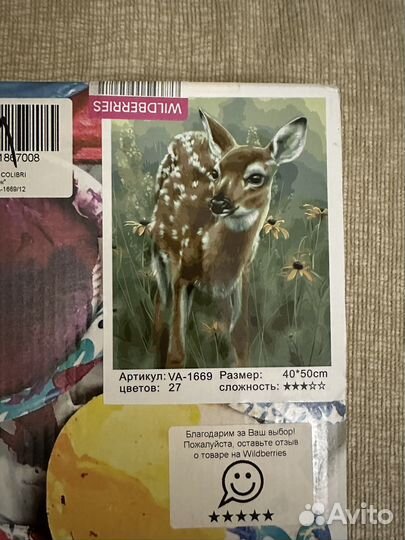 WILDBERRIES
1867008
COLIBRI
-1669/12
Артикул: VA-1669 Размер: 40*50cm
цветов: 27 сложность: ★★★☆☆
Благодарим за Ваш выбор!
Пожалуйста, оставьте отзыв
о товаре на Wildberries
★★★★★
Avito